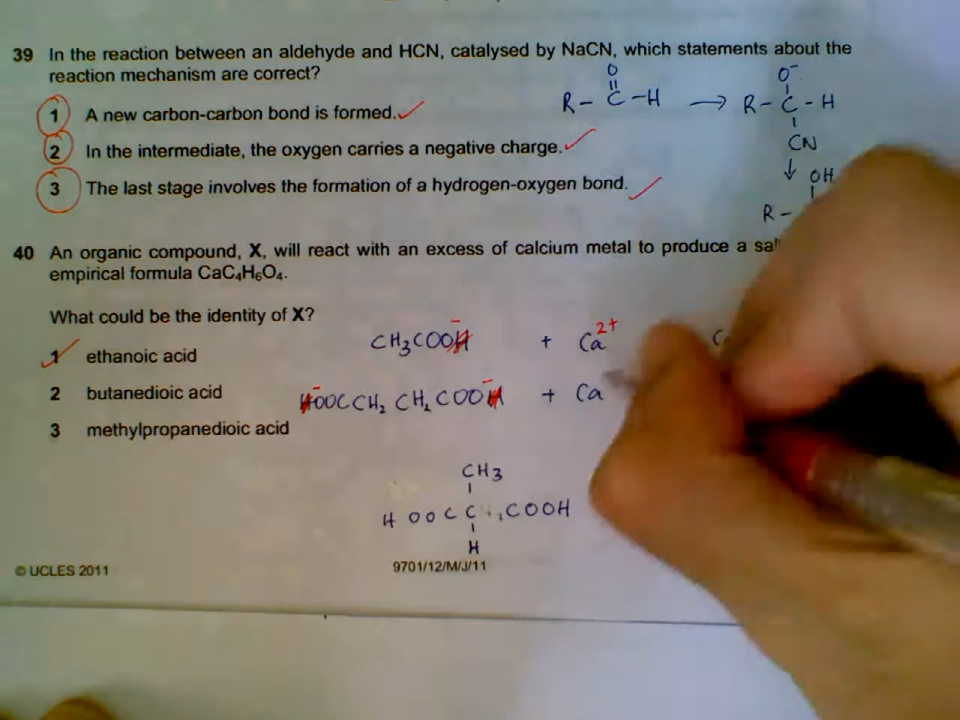 39 In the reaction between an aldehyde and HCN, catalysed by NaCN, which statements about the
reaction mechanism are correct?
O
||
R - C - H → R - C - H
O⁻
CN
↓ OH
R -
1 A new carbon-carbon bond is formed. ✓
2 In the intermediate, the oxygen carries a negative charge. ✓
3 The last stage involves the formation of a hydrogen-oxygen bond. ✓
40 An organic compound, X, will react with an excess of calcium metal to produce a
empirical formula CaC₄H₆O₄.
What could be the identity of X?
CH₃COOH⁻ + Ca²⁺
1 ethanoic acid
2 butanedioic acid
HOOCCH₂ CH₂COOH + Ca
3 methylpropanedioic acid
CH3
HOOC C COOH
H
© UCLES 2011
9701/12/M/J/11